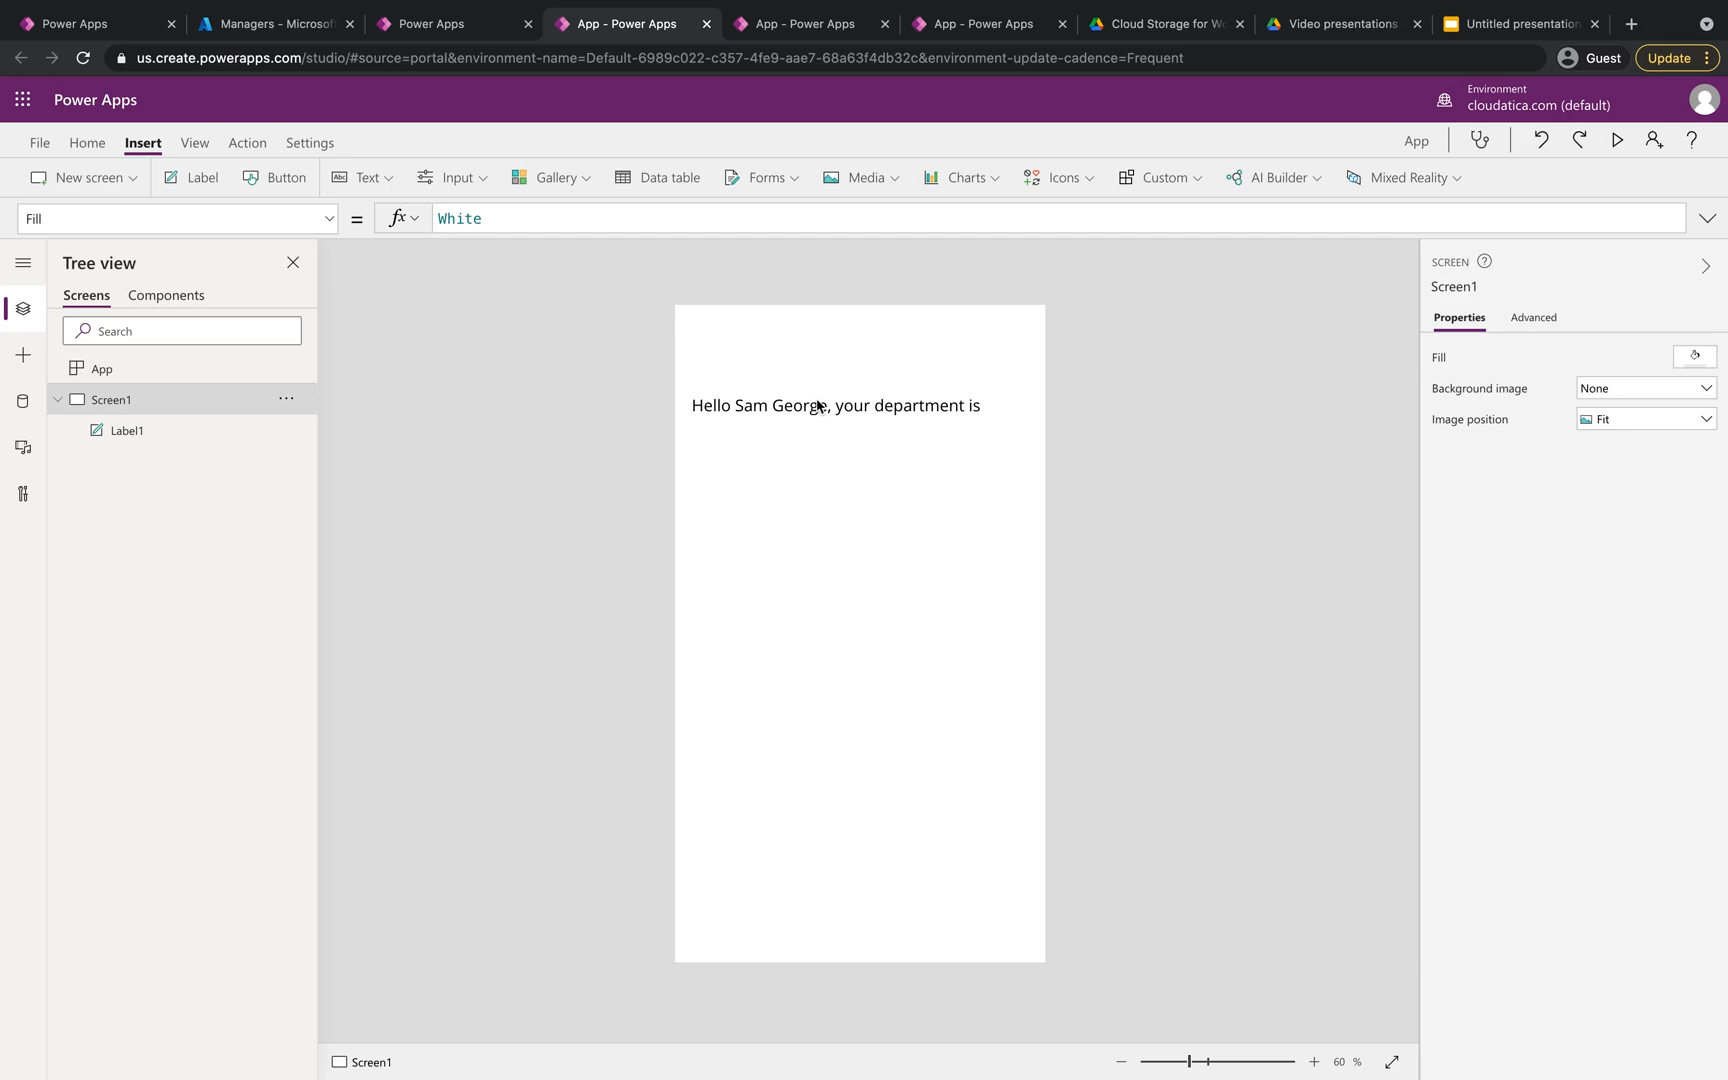 Power Apps
Managers - Microsof
Power Apps
App - Power Apps
App - Power Apps
App - Power Apps
Cloud Storage for Wo
Video presentations
Untitled presentation
us.create.powerapps.com/studio/#source=portal&environment-name=Default-6989c022-c357-4fe9-aae7-68a63f4db32c&environment-update-cadence=Frequent
Guest
Update
Power Apps
Environment
cloudatica.com (default)
File
Home
Insert
View
Action
Settings
App
New screen
Label
Button
Text
Input
Gallery
Data table
Forms
Media
Charts
Icons
Custom
AI Builder
Mixed Reality
Fill
=
fx
White
Tree view
Screens
Components
Search
App
Screen1
Label1
Hello Sam George, your department is
SCREEN
Screen1
Properties
Advanced
Fill
Background image
None
Image position
Fit
Screen1
60 %